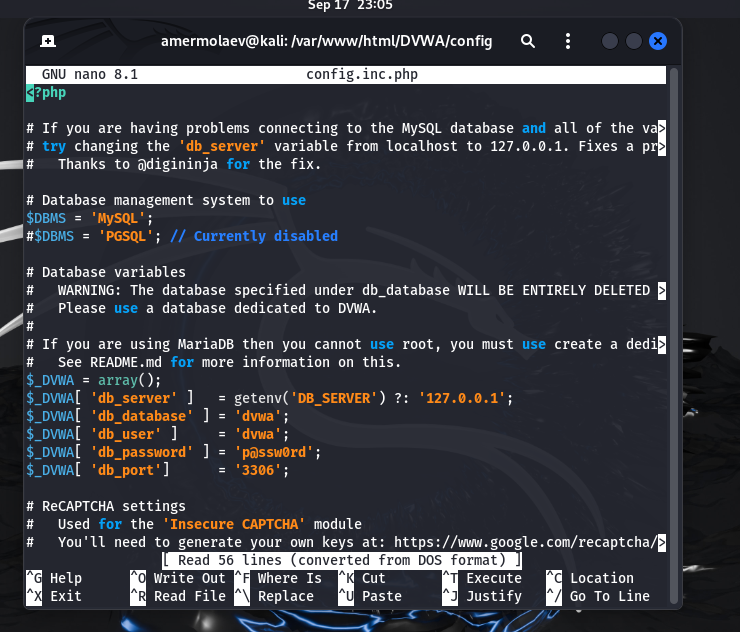 Sep 17 23:05
amermolaev@kali: /var/www/html/DVWA/config
GNU nano 8.1 config.inc.php
<?php
# If you are having problems connecting to the MySQL database and all of the va>
# try changing the 'db_server' variable from localhost to 127.0.0.1. Fixes a pr>
#   Thanks to @digininja for the fix.
# Database management system to use
$DBMS = 'MySQL';
#$DBMS = 'PGSQL'; // Currently disabled
# Database variables
#   WARNING: The database specified under db_database WILL BE ENTIRELY DELETED >
#   Please use a database dedicated to DVWA.
#
# If you are using MariaDB then you cannot use root, you must use create a dedi>
#   See README.md for more information on this.
$_DVWA = array();
$_DVWA[ 'db_server' ]   = getenv('DB_SERVER') ?: '127.0.0.1';
$_DVWA[ 'db_database' ] = 'dvwa';
$_DVWA[ 'db_user' ]     = 'dvwa';
$_DVWA[ 'db_password' ] = 'p@ssw0rd';
$_DVWA[ 'db_port']      = '3306';
# ReCAPTCHA settings
#   Used for the 'Insecure CAPTCHA' module
#   You'll need to generate your own keys at: https://www.google.com/recaptcha/>
[ Read 56 lines (converted from DOS format) ]
^G Help ^O Write Out ^F Where Is ^K Cut ^T Execute ^C Location
^X Exit ^R Read File ^\ Replace ^U Paste ^J Justify ^/ Go To Line